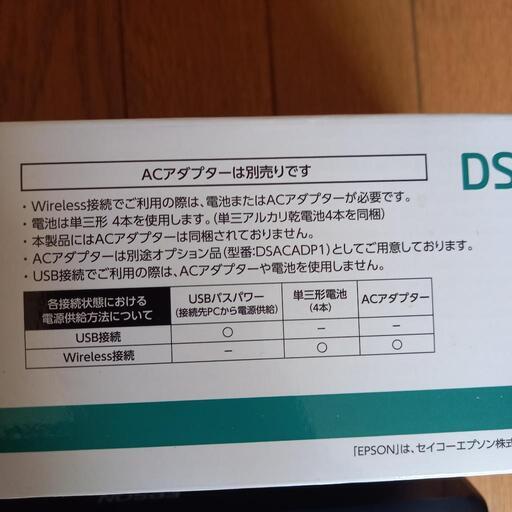 ACアダプターは別売りです
DS
・Wireless接続でご利用の際は、電池またはACアダプターが必要です。
・電池は単三形 4本を使用します。(単三アルカリ乾電池4本を同梱)
・本製品にはACアダプターは同梱されておりません。
・ACアダプターは別途オプション品(型番:DSACADP1)としてご用意しております。
・USB接続でご利用の際は、ACアダプターや電池を使用しません。
各接続状態における
電源供給方法について
USBバスパワー
(接続先PCから電源供給)
単三形電池
(4本)
ACアダプター
USB接続 ○ − −
Wireless接続 − ○ ○
「EPSON」は、セイコーエプソン株式